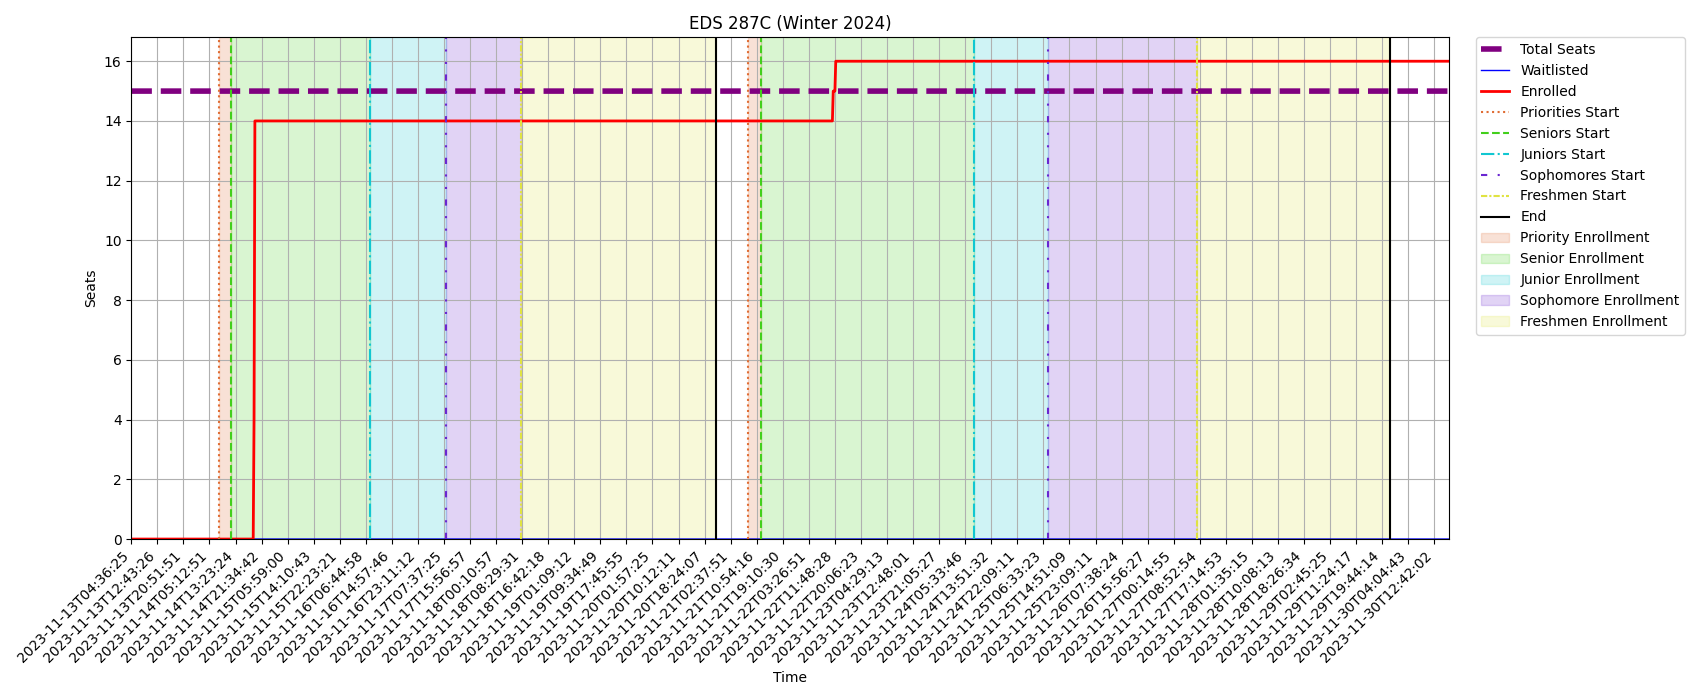 EDS 287C (Winter 2024)
Seats
16
14
12
10
8
6
4
2
0
2023-11-13T04:36:25
2023-11-13T12:43:26
2023-11-13T20:51:51
2023-11-14T05:12:51
2023-11-14T13:23:24
2023-11-14T21:34:42
2023-11-15T05:59:00
2023-11-15T14:10:43
2023-11-15T22:23:21
2023-11-16T06:44:58
2023-11-16T14:57:46
2023-11-16T23:11:12
2023-11-17T07:37:25
2023-11-17T15:56:57
2023-11-18T00:10:57
2023-11-18T08:29:31
2023-11-18T16:42:18
2023-11-19T01:09:12
2023-11-19T09:34:49
2023-11-19T17:45:55
2023-11-20T01:57:25
2023-11-20T10:12:11
2023-11-20T18:24:07
2023-11-21T02:37:51
2023-11-21T10:54:16
2023-11-21T19:10:30
2023-11-22T03:26:51
2023-11-22T11:48:28
2023-11-22T20:06:23
2023-11-23T04:29:13
2023-11-23T12:48:01
2023-11-23T21:05:27
2023-11-24T05:33:46
2023-11-24T13:51:32
2023-11-24T22:09:11
2023-11-25T06:33:23
2023-11-25T14:51:09
2023-11-25T23:09:11
2023-11-26T07:38:24
2023-11-26T15:56:27
2023-11-27T00:14:55
2023-11-27T08:52:54
2023-11-27T17:14:53
2023-11-28T01:35:15
2023-11-28T10:08:13
2023-11-28T18:26:34
2023-11-29T02:45:25
2023-11-29T11:24:17
2023-11-29T19:44:14
2023-11-30T04:04:43
2023-11-30T12:42:02
Time
Total Seats
Waitlisted
Enrolled
Priorities Start
Seniors Start
Juniors Start
Sophomores Start
Freshmen Start
End
Priority Enrollment
Senior Enrollment
Junior Enrollment
Sophomore Enrollment
Freshmen Enrollment